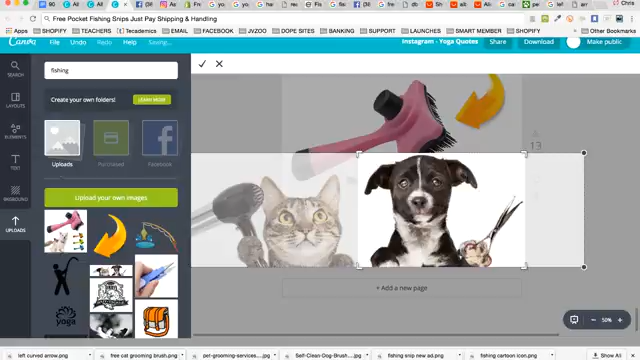 Chris
Free Pocket Fishing Snips Just Pay Shipping & Handling
SHOPIFY
TEACHERS
Tecademics
JVZOO
EMAIL
FACEBOOK
DOTS
BANKING
SUPPORT
LAUNCHES
SMART MEMBER
SHOPIFY
Other Bookmarks
Canva
File
Undo
Redo
Saving...
Instagram - Yoga Quotes
Share
Download
Make public
SEARCH
LAYOUTS
ELEMENTS
TEXT
BKGROUND
UPLOADS
fishing
Create your own folders!
LEARN MORE
Uploads
Purchased
Facebook
Upload your own images
yoga
13
+ Add a new page
50%
left curved arrow.png
free cat grooming brush.png
pet-grooming-services...jpg
Self-Clean-Dog-Brush...jpg
fishing snip new ad.png
fishing cartoon icon.png
Show All